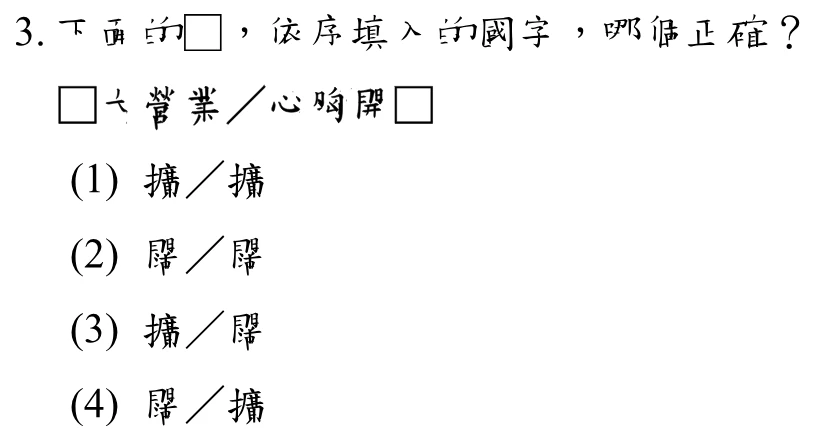 3. 下面的□，依序填入的國字，哪個正確？
□大營業／心胸開□
(1) 擴／擴
(2) 闊／闊
(3) 擴／闊
(4) 闊／擴